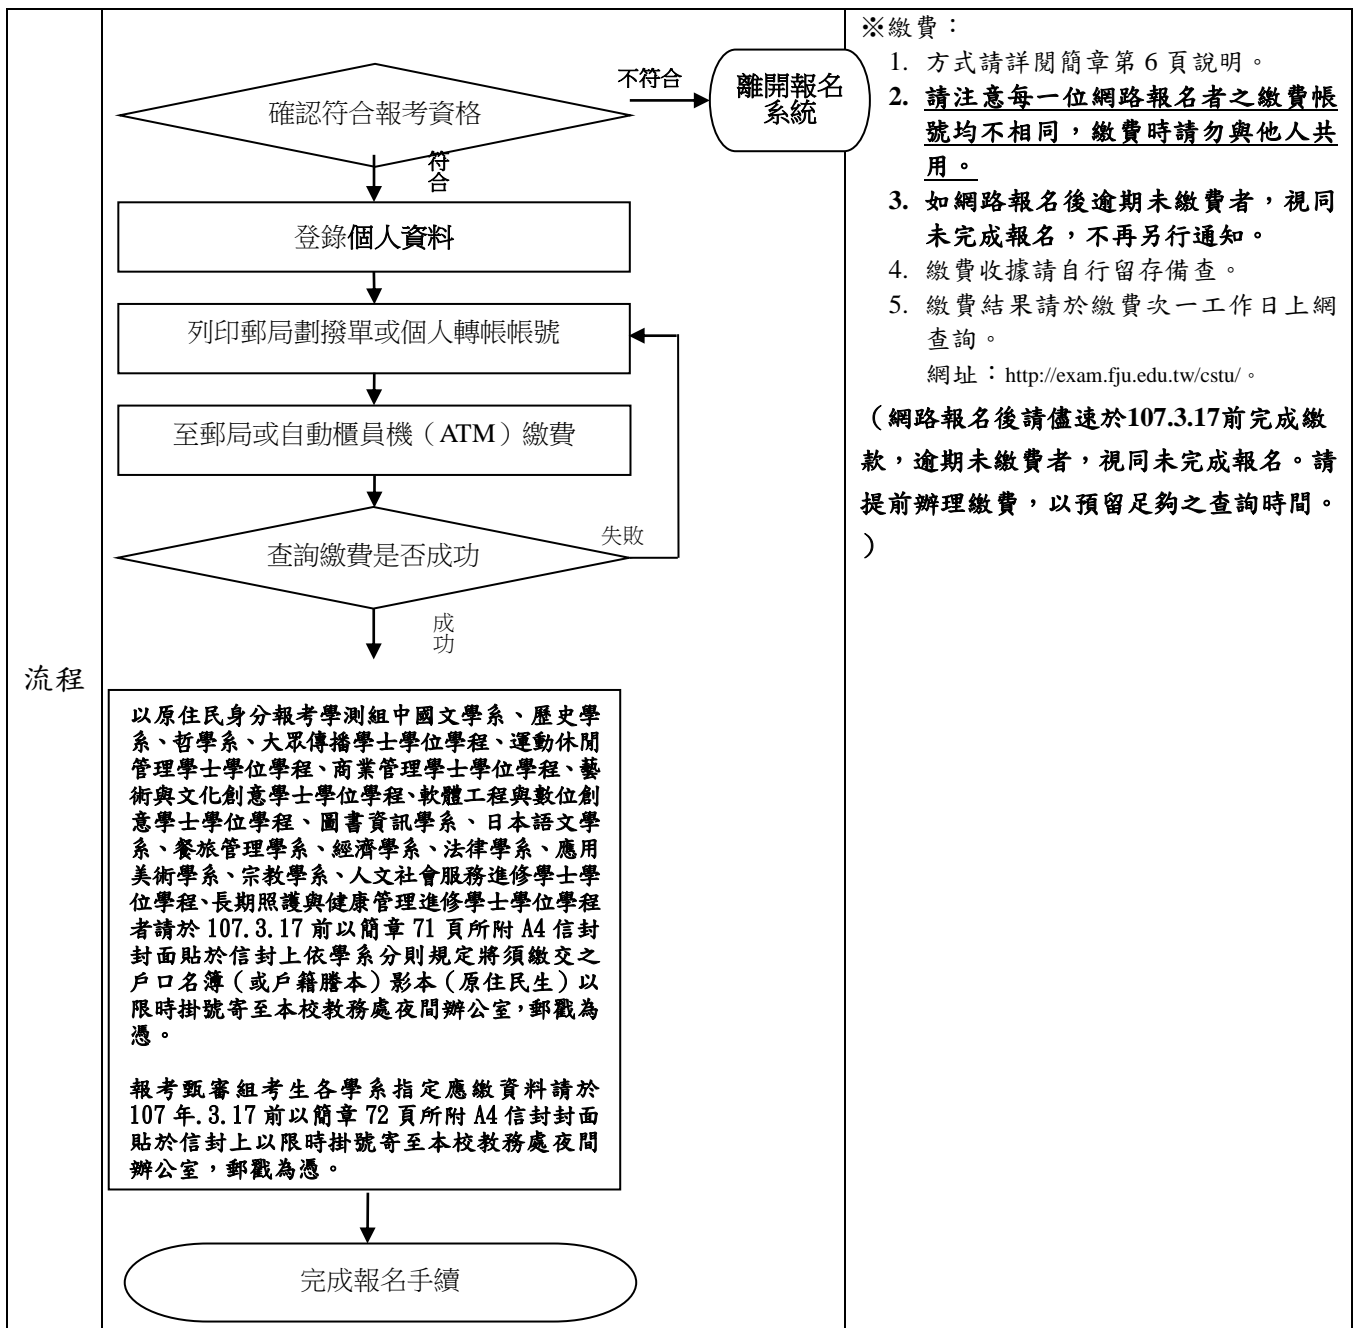 流程
確認符合報考資格
不符合
離開報名
系統
符
合
登錄個人資料
列印郵局劃撥單或個人轉帳帳號
至郵局或自動櫃員機（ATM）繳費
查詢繳費是否成功
失敗
成
功
以原住民身分報考學測組中國文學系、歷史學
系、哲學系、大眾傳播學士學位學程、運動休閒
管理學士學位學程、商業管理學士學位學程、藝
術與文化創意學士學位學程、軟體工程與數位創
意學士學位學程、圖書資訊學系、日本語文學
系、餐旅管理學系、經濟學系、法律學系、應用
美術學系、宗教學系、人文社會服務進修學士學
位學程、長期照護與健康管理進修學士學位學程
者請於 107.3.17 前以簡章 71 頁所附 A4 信封
封面貼於信封上依學系分則規定將須繳交之
戶口名簿（或戶籍謄本）影本（原住民生）以
限時掛號寄至本校教務處夜間辦公室，郵戳為
憑。
報考甄審組考生各學系指定應繳資料請於
107 年.3.17 前以簡章 72 頁所附 A4 信封封面
貼於信封上以限時掛號寄至本校教務處夜間
辦公室，郵戳為憑。
完成報名手續
※繳費：
1. 方式請詳閱簡章第 6 頁說明。
2. 請注意每一位網路報名者之繳費帳
號均不相同，繳費時請勿與他人共
用。
3. 如網路報名後逾期未繳費者，視同
未完成報名，不再另行通知。
4. 繳費收據請自行留存備查。
5. 繳費結果請於繳費次一工作日上網
查詢。
網址：http://exam.fju.edu.tw/cstu/。
（網路報名後請儘速於107.3.17前完成繳
款，逾期未繳費者，視同未完成報名。請
提前辦理繳費，以預留足夠之查詢時間。
）